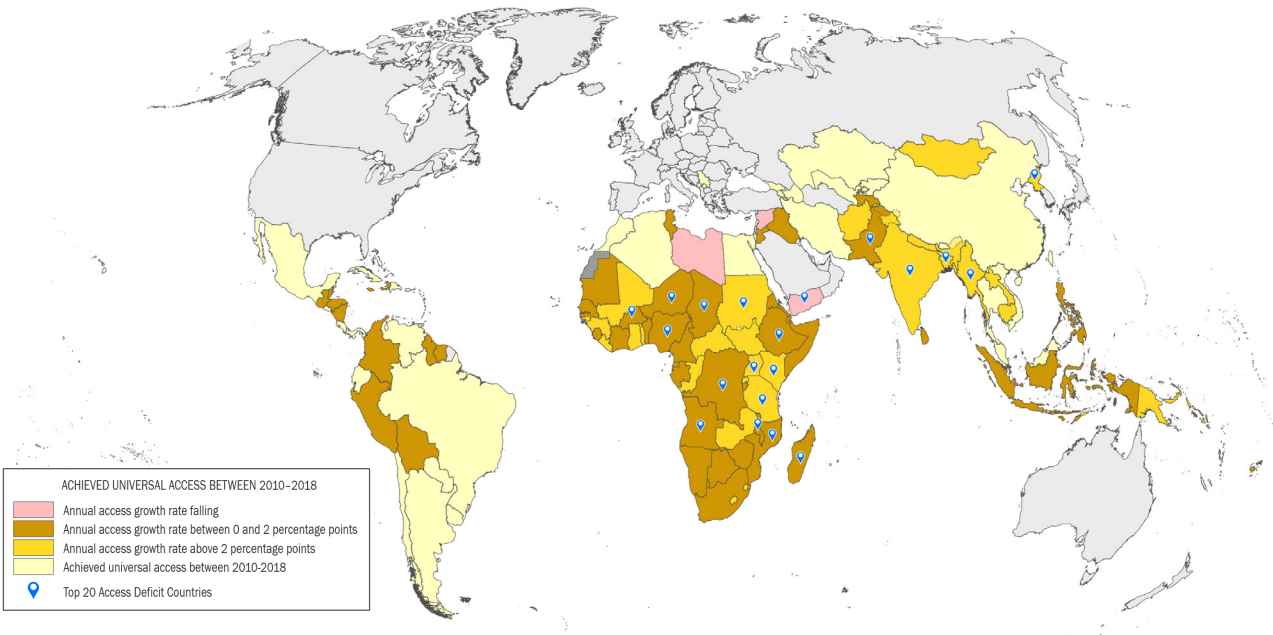 ACHIEVED UNIVERSAL ACCESS BETWEEN 2010–2018
Annual access growth rate falling
Annual access growth rate between 0 and 2 percentage points
Annual access growth rate above 2 percentage points
Achieved universal access between 2010-2018
Top 20 Access Deficit Countries